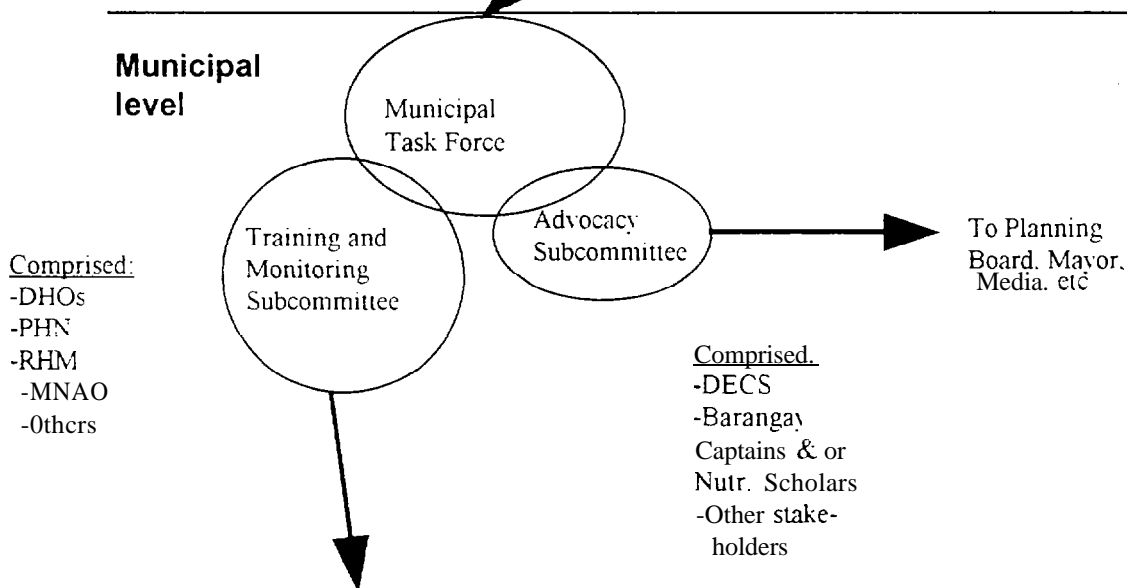 Municipal
level
Municipal
Task Force
Training and
Monitoring
Subcommittee
Advocacy
Subcommittee
To Planning
Board. Mayor.
Media. etc
Comprised:
-DHOs
-PHN
-RHM
-MNAO
-0thcrs
Comprised.
-DECS
-Barangay
Captains & or
Nutr. Scholars
-Other stake-
holders